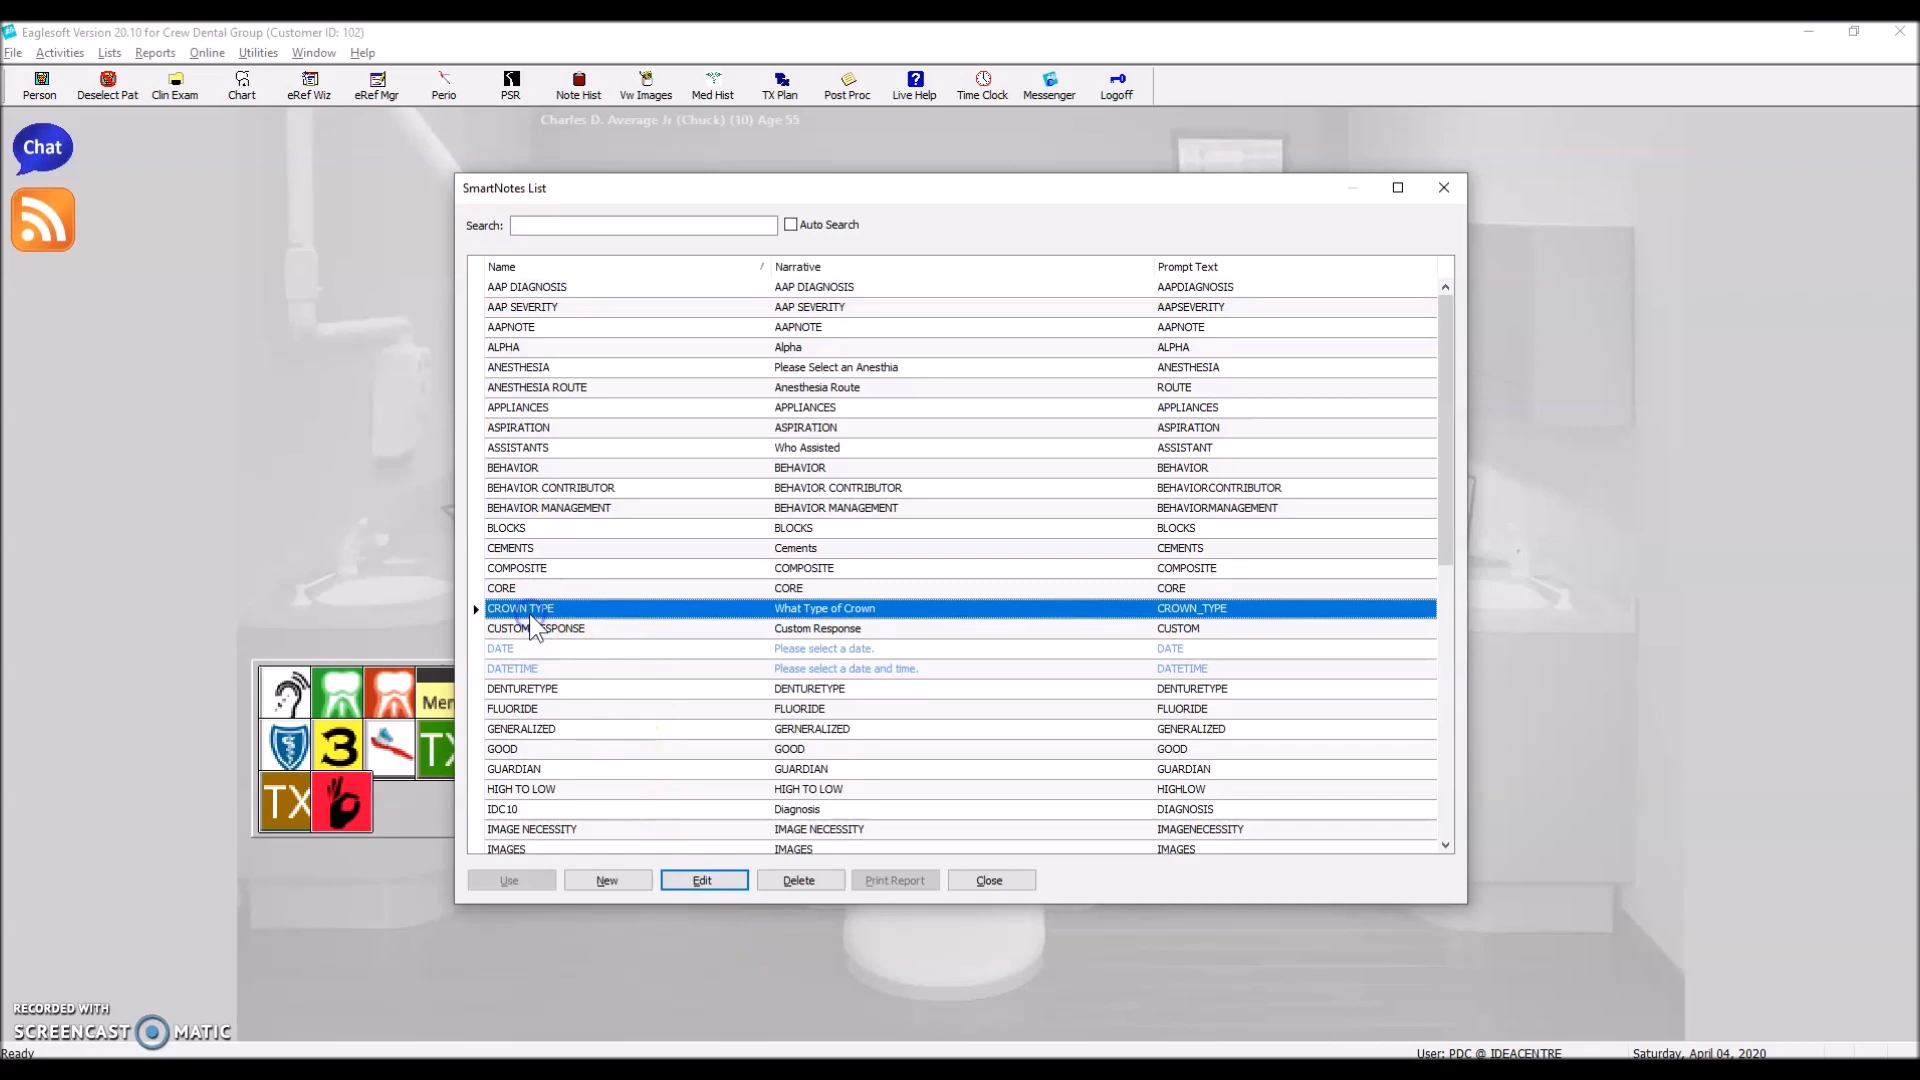 Eaglesoft Version 20.10 for Crew Dental Group (Customer ID: 102)
File Activities Lists Reports Online Utilities Window Help
Person Deselect Pat Clin Exam Chart eRef Wiz eRef Mgr Perio PSR Note Hist Vw Images Med Hist TX Plan Post Proc Live Help Time Clock Messenger Logoff
Charles D. Average Jr (Chuck) (10) Age 55
Chat
SmartNotes List
Search: Auto Search
Name / Narrative Prompt Text
AAP DIAGNOSIS AAP DIAGNOSIS AAPDIAGNOSIS
AAP SEVERITY AAP SEVERITY AAPSEVERITY
AAPNOTE AAPNOTE AAPNOTE
ALPHA Alpha ALPHA
ANESTHESIA Please Select an Anesthia ANESTHESIA
ANESTHESIA ROUTE Anesthesia Route ROUTE
APPLIANCES APPLIANCES APPLIANCES
ASPIRATION ASPIRATION ASPIRATION
ASSISTANTS Who Assisted ASSISTANT
BEHAVIOR BEHAVIOR BEHAVIOR
BEHAVIOR CONTRIBUTOR BEHAVIOR CONTRIBUTOR BEHAVIORCONTRIBUTOR
BEHAVIOR MANAGEMENT BEHAVIOR MANAGEMENT BEHAVIORMANAGEMENT
BLOCKS BLOCKS BLOCKS
CEMENTS Cements CEMENTS
COMPOSITE COMPOSITE COMPOSITE
CORE CORE CORE
CROWN TYPE What Type of Crown CROWN_TYPE
CUSTOM RESPONSE Custom Response CUSTOM
DATE Please select a date. DATE
DATETIME Please select a date and time. DATETIME
DENTURETYPE DENTURETYPE DENTURETYPE
FLUORIDE FLUORIDE FLUORIDE
GENERALIZED GERNERALIZED GENERALIZED
GOOD GOOD GOOD
GUARDIAN GUARDIAN GUARDIAN
HIGH TO LOW HIGH TO LOW HIGHLOW
IDC10 Diagnosis DIAGNOSIS
IMAGE NECESSITY IMAGE NECESSITY IMAGENECESSITY
IMAGES IMAGES IMAGES
Use New Edit Delete Print Report Close
3 TX
TX
RECORDED WITH
SCREENCAST MATIC
Ready User: PDC @ IDEACENTRE Saturday, April 04, 2020